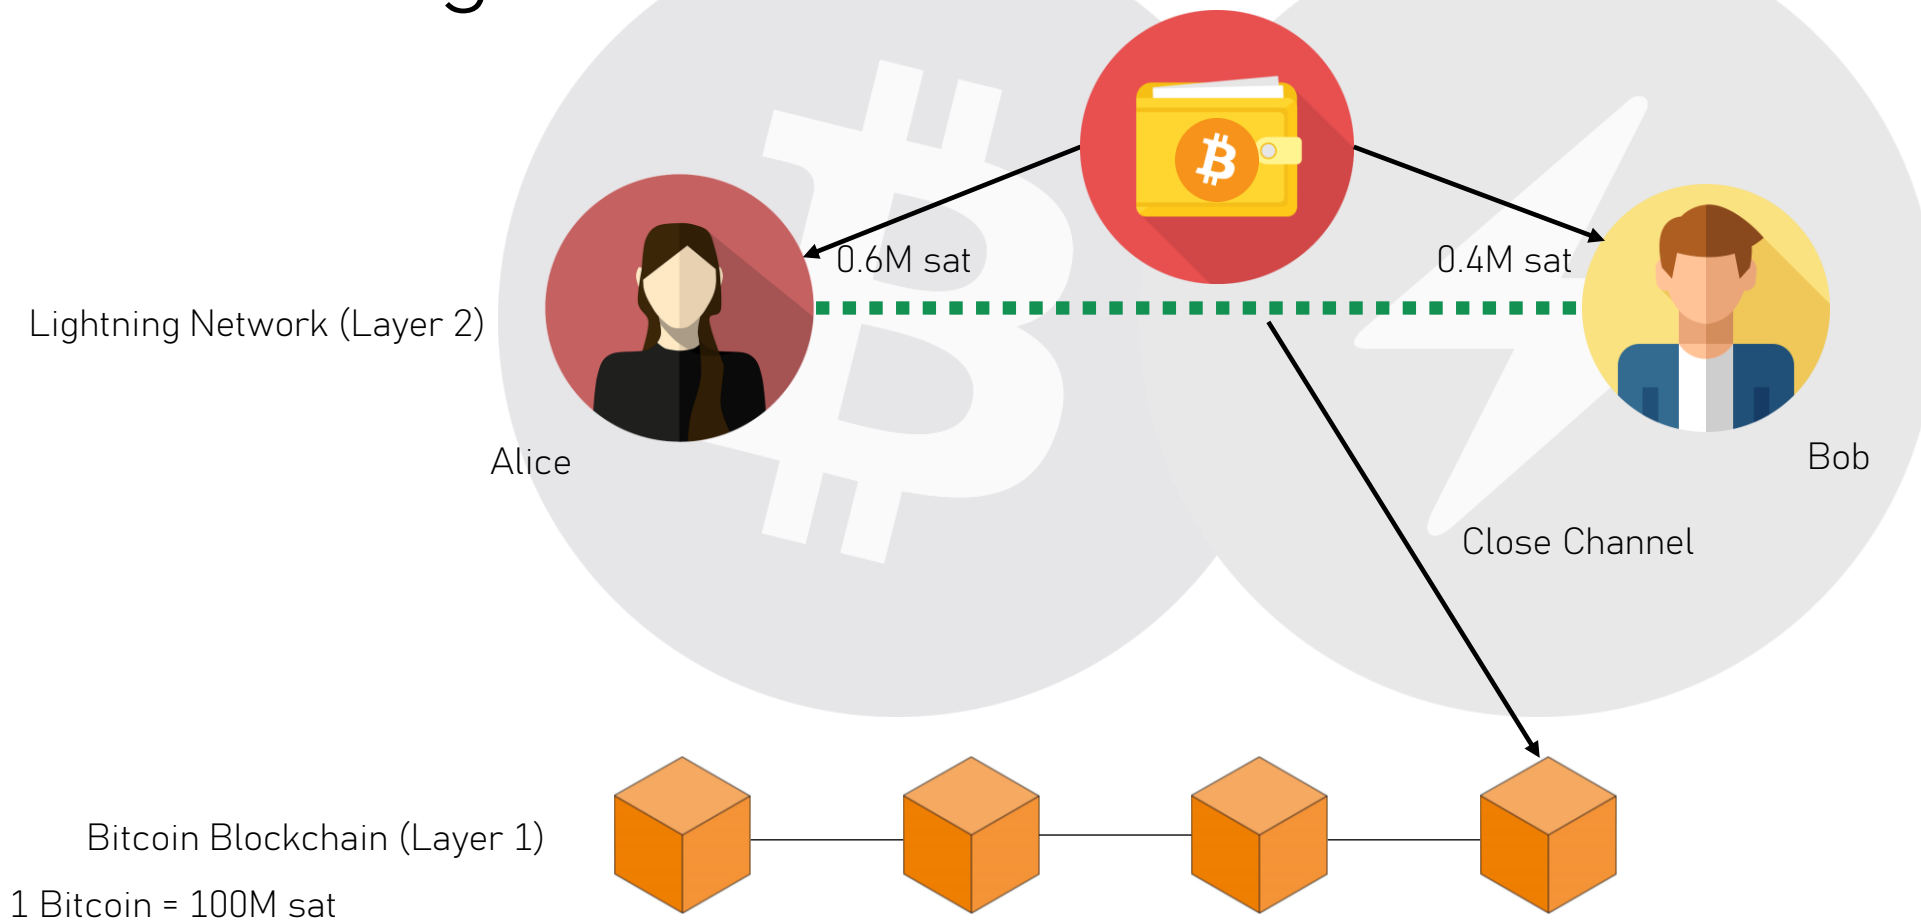 0.6M sat
0.4M sat
Lightning Network (Layer 2)
Alice
Bob
Close Channel
Bitcoin Blockchain (Layer 1)
1 Bitcoin = 100M sat